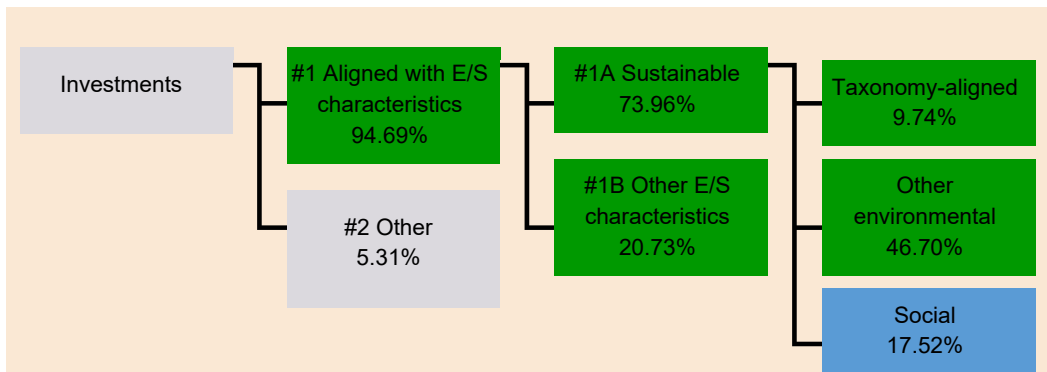 Investments
#1 Aligned with E/S
characteristics
94.69%
#2 Other
5.31%
#1A Sustainable
73.96%
#1B Other E/S
characteristics
20.73%
Taxonomy-aligned
9.74%
Other
environmental
46.70%
Social
17.52%